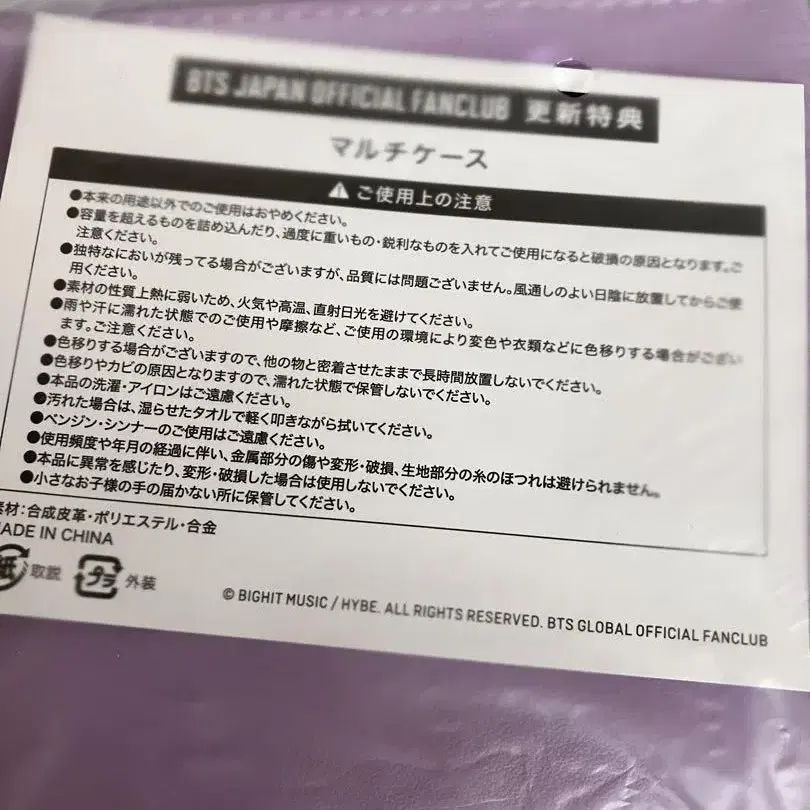 BTS JAPAN OFFICIAL FANCLUB 更新特典
マルチケース
⚠ ご使用上の注意
●本来の用途以外でのご使用はおやめください。
●容量を超えるものを詰め込んだり、過度に重いもの・鋭利なものを入れてご使用になると破損の原因となります。ご
注意ください。
●独特なにおいが残ってる場合がございますが、品質には問題ございません。風通しのよい日陰に放置してからご使
用ください。
●素材の性質上熱に弱いため、火気や高温、直射日光を避けてください。
●雨や汗に濡れた状態でのご使用や摩擦など、ご使用の環境により変色や衣類などに色移りする場合がござい
ます。ご注意ください。
●色移りする場合がございますので、他の物と密着させたままで長時間放置しないでください。
●色移りやカビの原因となりますので、濡れた状態で保管しないでください。
●本品の洗濯・アイロンはご遠慮ください。
●汚れた場合は、湿らせたタオルで軽く叩きながら拭いてください。
●ベンジン・シンナーのご使用はご遠慮ください。
●使用頻度や年月の経過に伴い、金属部分の傷や変形・破損、生地部分の糸のほつれは避けられません。
●本品に異常を感じたり、変形・破損した場合は使用しないでください。
●小さなお子様の手の届かない所に保管してください。
素材:合成皮革・ポリエステル・合金
MADE IN CHINA
紙 取説 プラ 外装
© BIGHIT MUSIC / HYBE. ALL RIGHTS RESERVED. BTS GLOBAL OFFICIAL FANCLUB